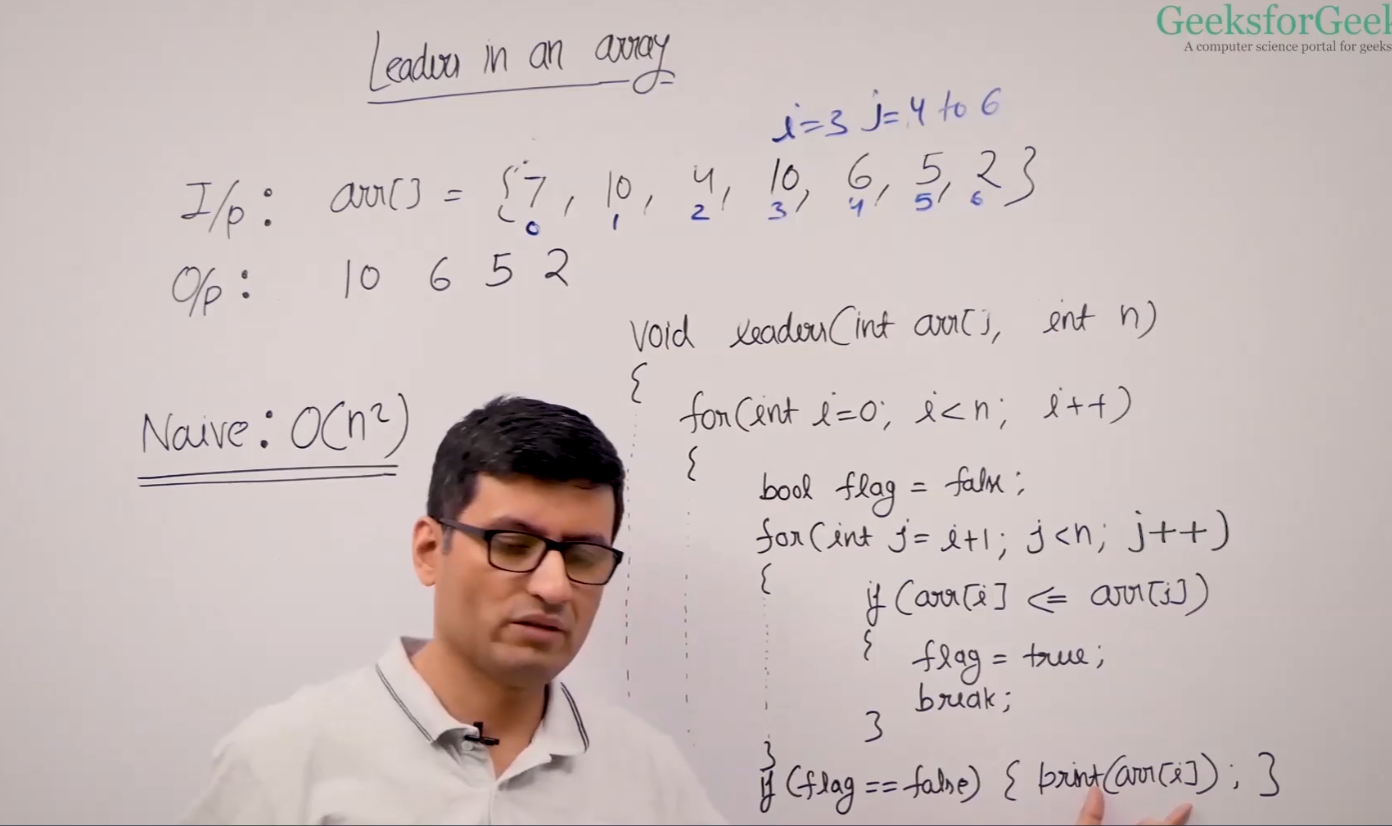 GeeksforGeek
A computer science portal for geeks
Leaders in an array
i=3 j=4 to 6
I/p: arr[] = {7, 10, 4, 10, 6, 5, 2}
0 1 2 3 4 5 6
O/p: 10 6 5 2
void leaders(int arr[], int n)
{
for(int i=0; i<n; i++)
Naive: O(n²)
{
bool flag = false;
for(int j=i+1; j<n; j++)
{
if (arr[i] <= arr[j])
{
flag = true;
break;
}
}
if (flag == false) { print(arr[i]); }